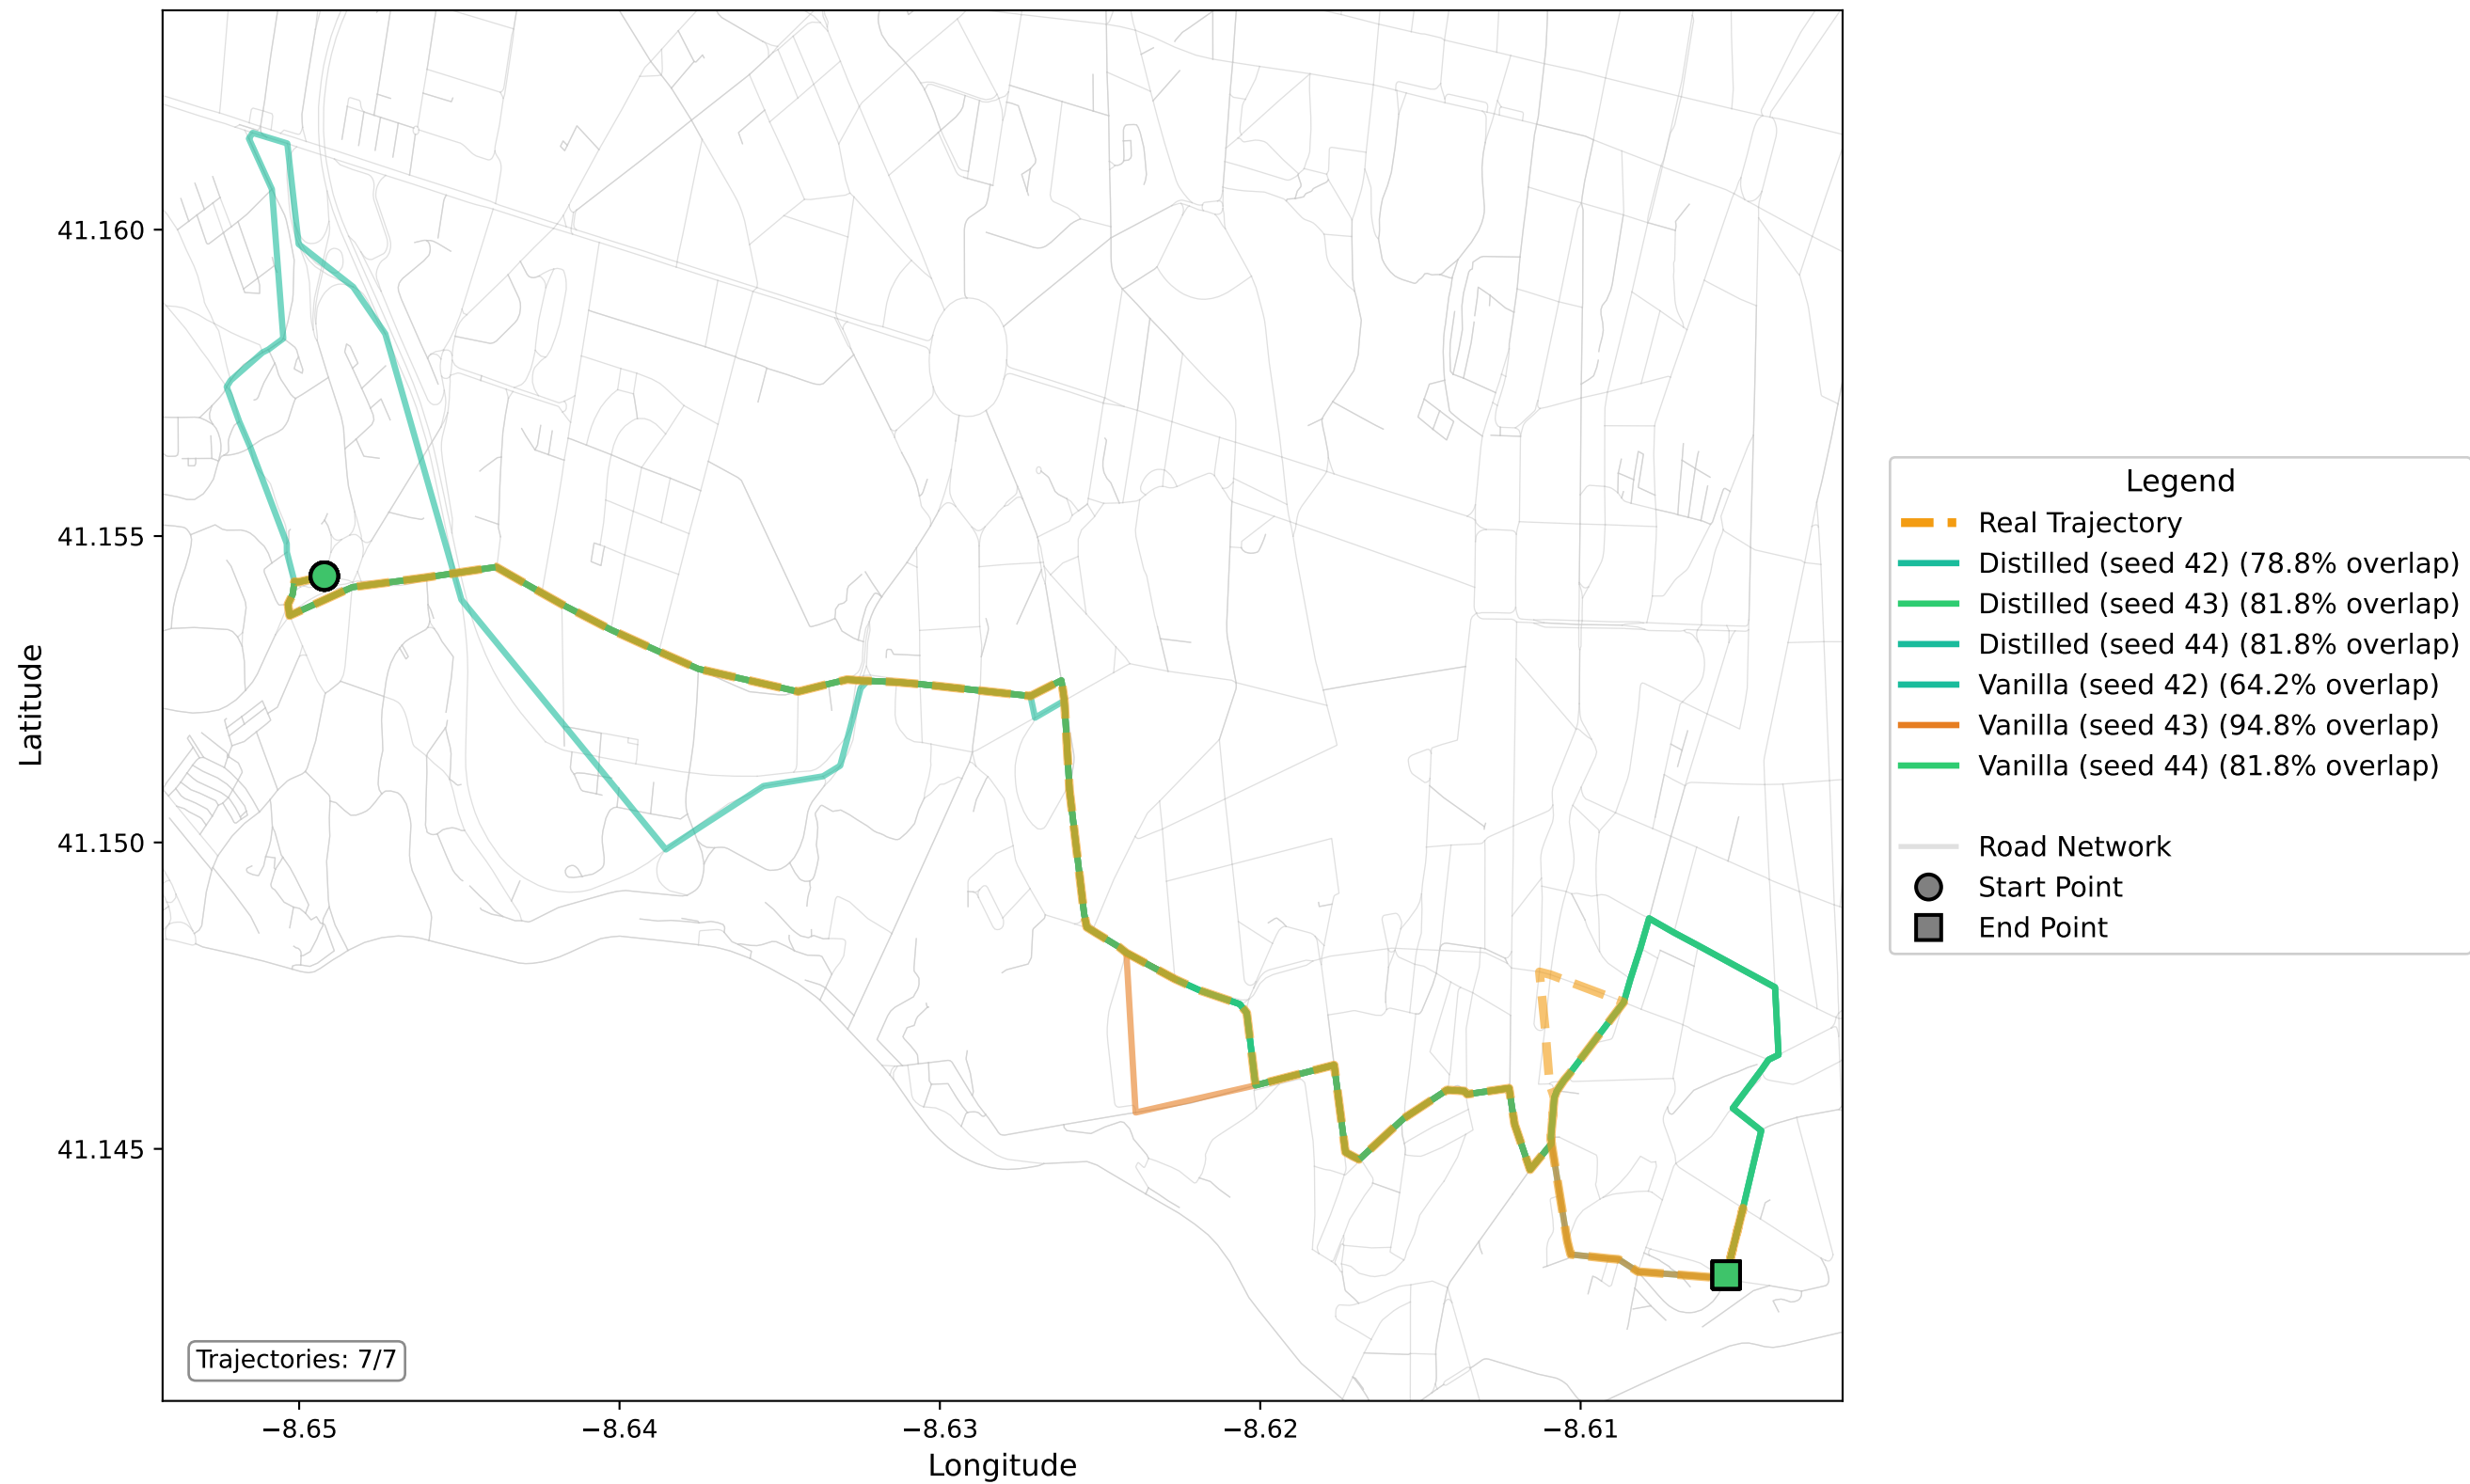 41.160
41.155
41.150
41.145
Latitude
−8.65
−8.64
−8.63
−8.62
−8.61
Longitude
Trajectories: 7/7
Legend
Real Trajectory
Distilled (seed 42) (78.8% overlap)
Distilled (seed 43) (81.8% overlap)
Distilled (seed 44) (81.8% overlap)
Vanilla (seed 42) (64.2% overlap)
Vanilla (seed 43) (94.8% overlap)
Vanilla (seed 44) (81.8% overlap)
Road Network
Start Point
End Point